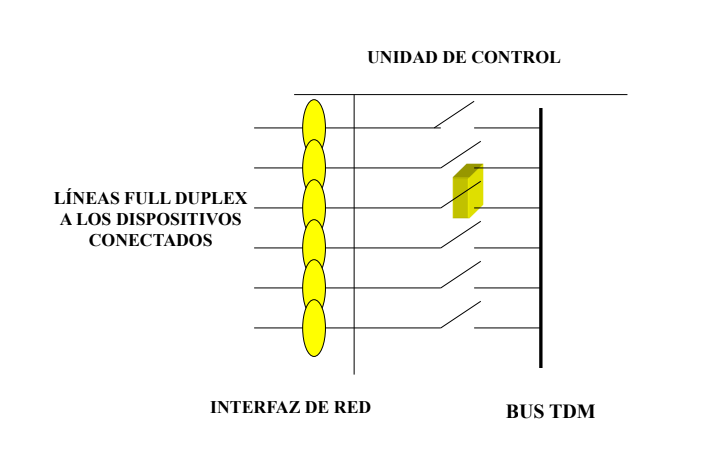 UNIDAD DE CONTROL
LÍNEAS FULL DUPLEX
A LOS DISPOSITIVOS
CONECTADOS
INTERFAZ DE RED
BUS TDM